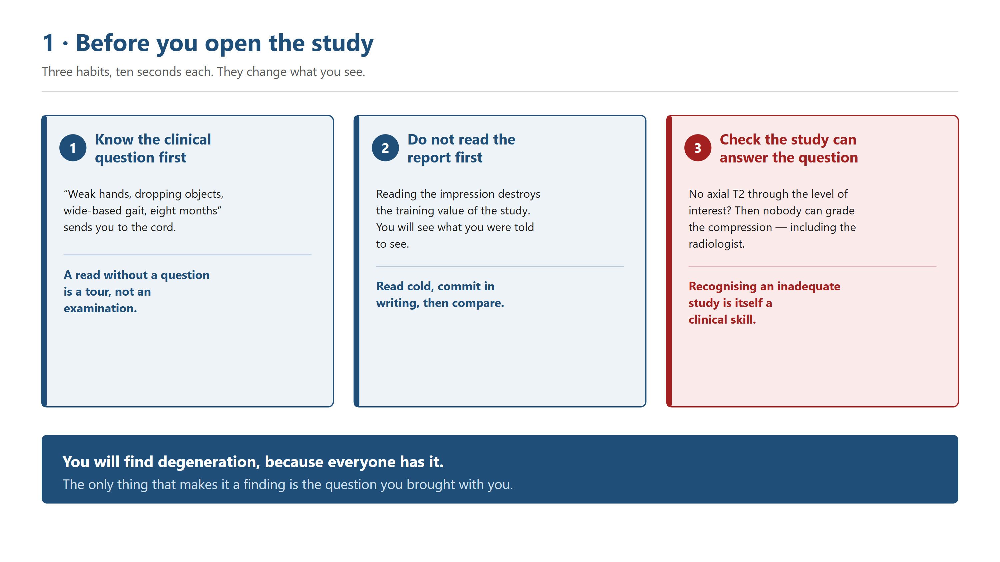 1 · Before you open the study
Three habits, ten seconds each. They change what you see.
1
Know the clinical
question first
“Weak hands, dropping objects,
wide-based gait, eight months”
sends you to the cord.
A read without a question
is a tour, not an
examination.
2
Do not read the
report first
Reading the impression destroys
the training value of the study.
You will see what you were told
to see.
Read cold, commit in
writing, then compare.
3
Check the study can
answer the question
No axial T2 through the level of
interest? Then nobody can grade
the compression — including the
radiologist.
Recognising an inadequate
study is itself a
clinical skill.
You will find degeneration, because everyone has it.
The only thing that makes it a finding is the question you brought with you.